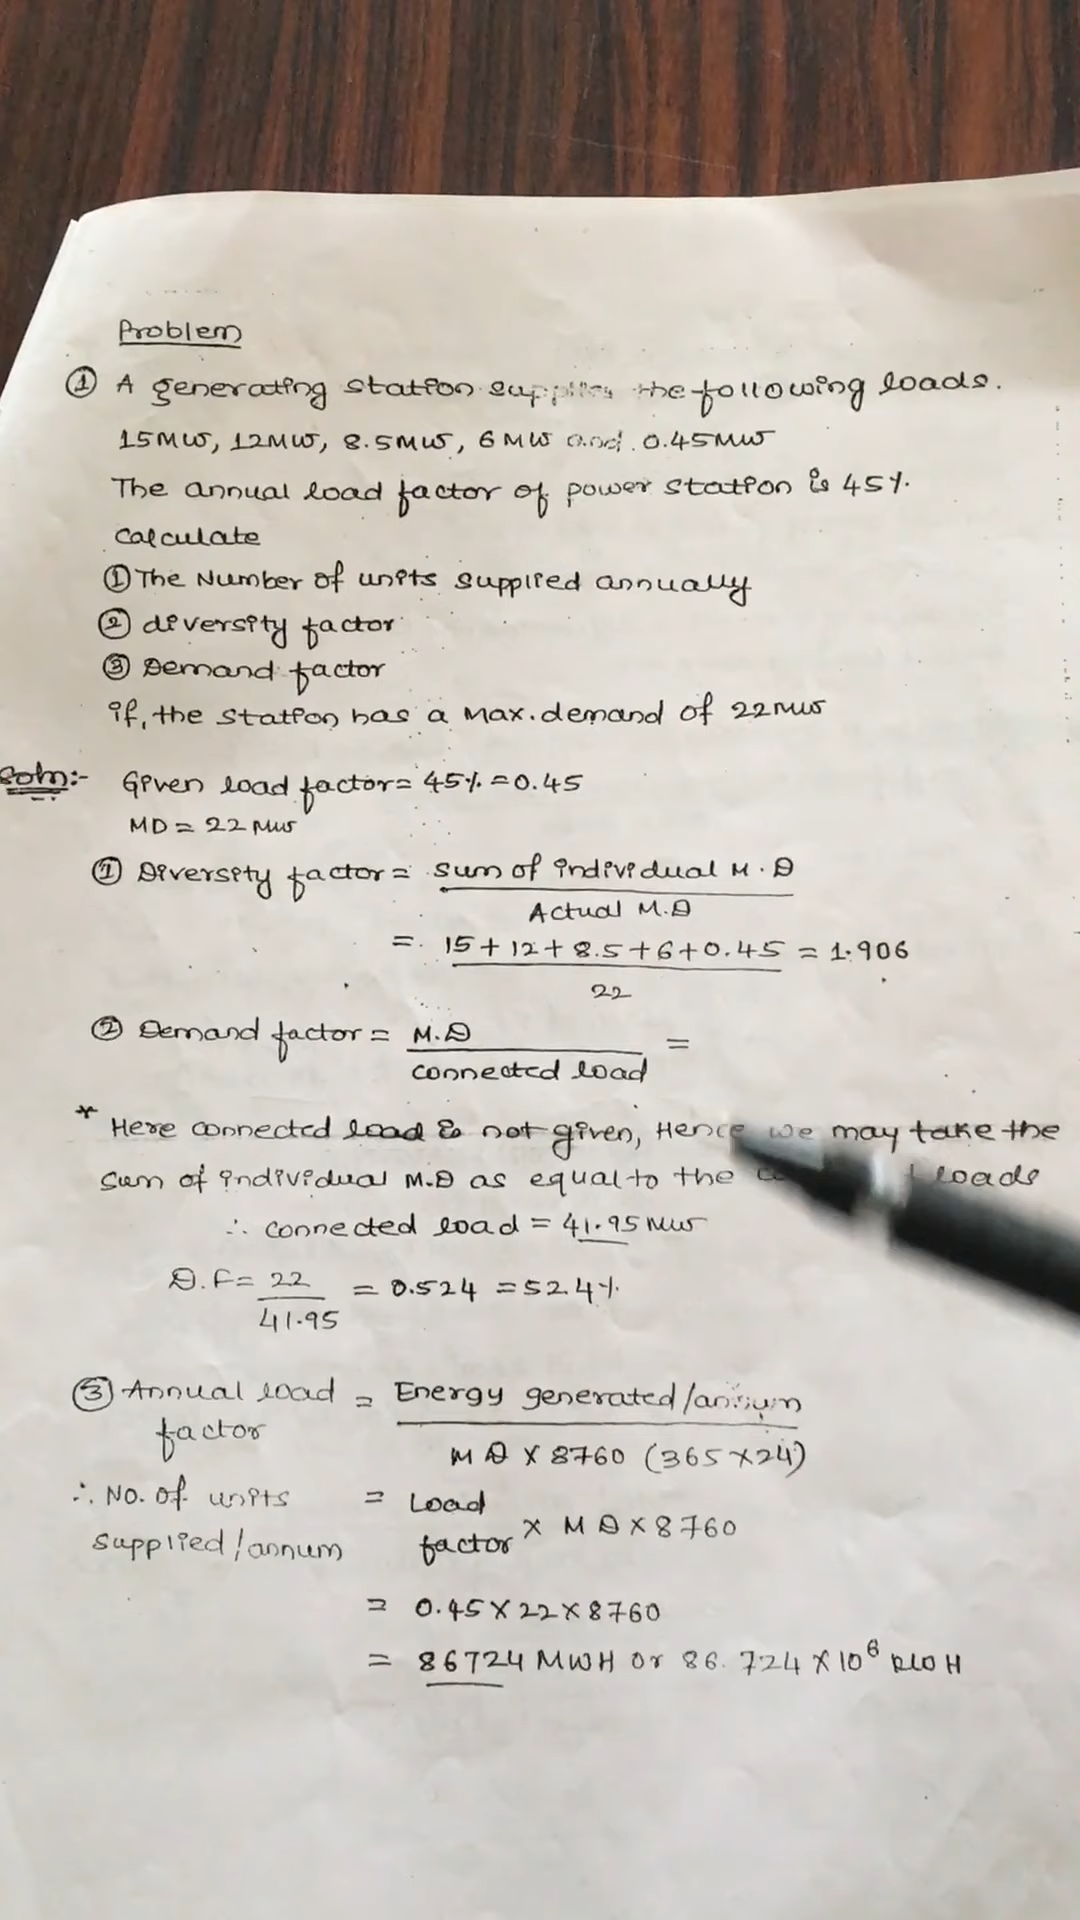 Problem
① A generating station supplies the following loads.
15MW, 12MW, 8.5MW, 6 MW and 0.45MW
The annual load factor of power station is 45%.
Calculate
① The Number of units supplied annually
② diversity factor
③ Demand factor
if, the station has a max. demand of 22MW
Soln:- Given load factor = 45% = 0.45
MD = 22 MW
① Diversity factor = Sum of individual M.D
Actual M.D
= 15 + 12 + 8.5 + 6 + 0.45 = 1.906
22
② Demand factor = M.D =
connected load
* Here connected load is not given, Hence we may take the
sum of individual M.D as equal to the loads
∴ connected load = 41.95 MW
D.F = 22 = 0.524 = 52.4%
41.95
③ Annual load factor = Energy generated/annum
MD X 8760 (365 X 24)
∴ No. of units supplied/annum = Load factor X MD X 8760
= 0.45 X 22 X 8760
= 86724 MWH or 86.724 X 10⁶ KWH